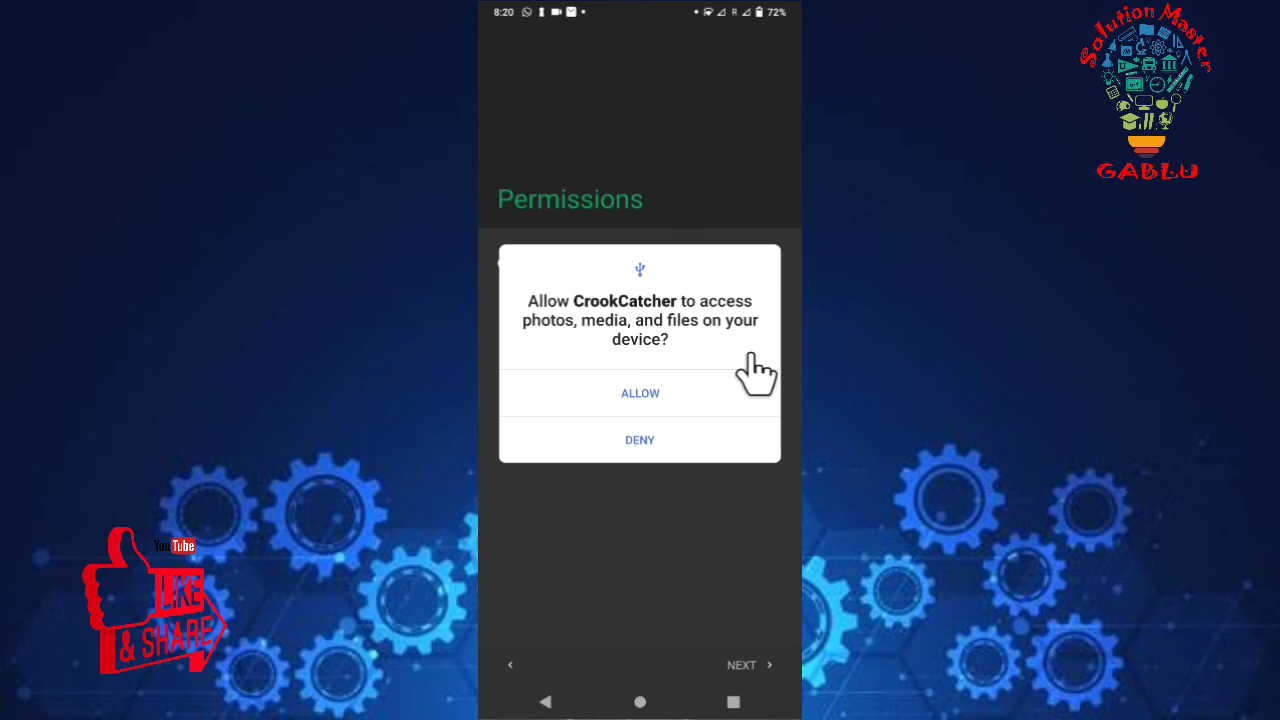 8:20
R
72%
Solution Master
GABLU
Permissions
Allow CrookCatcher to access
photos, media, and files on your
device?
ALLOW
DENY
NEXT
YouTube
LIKE
& SHARE